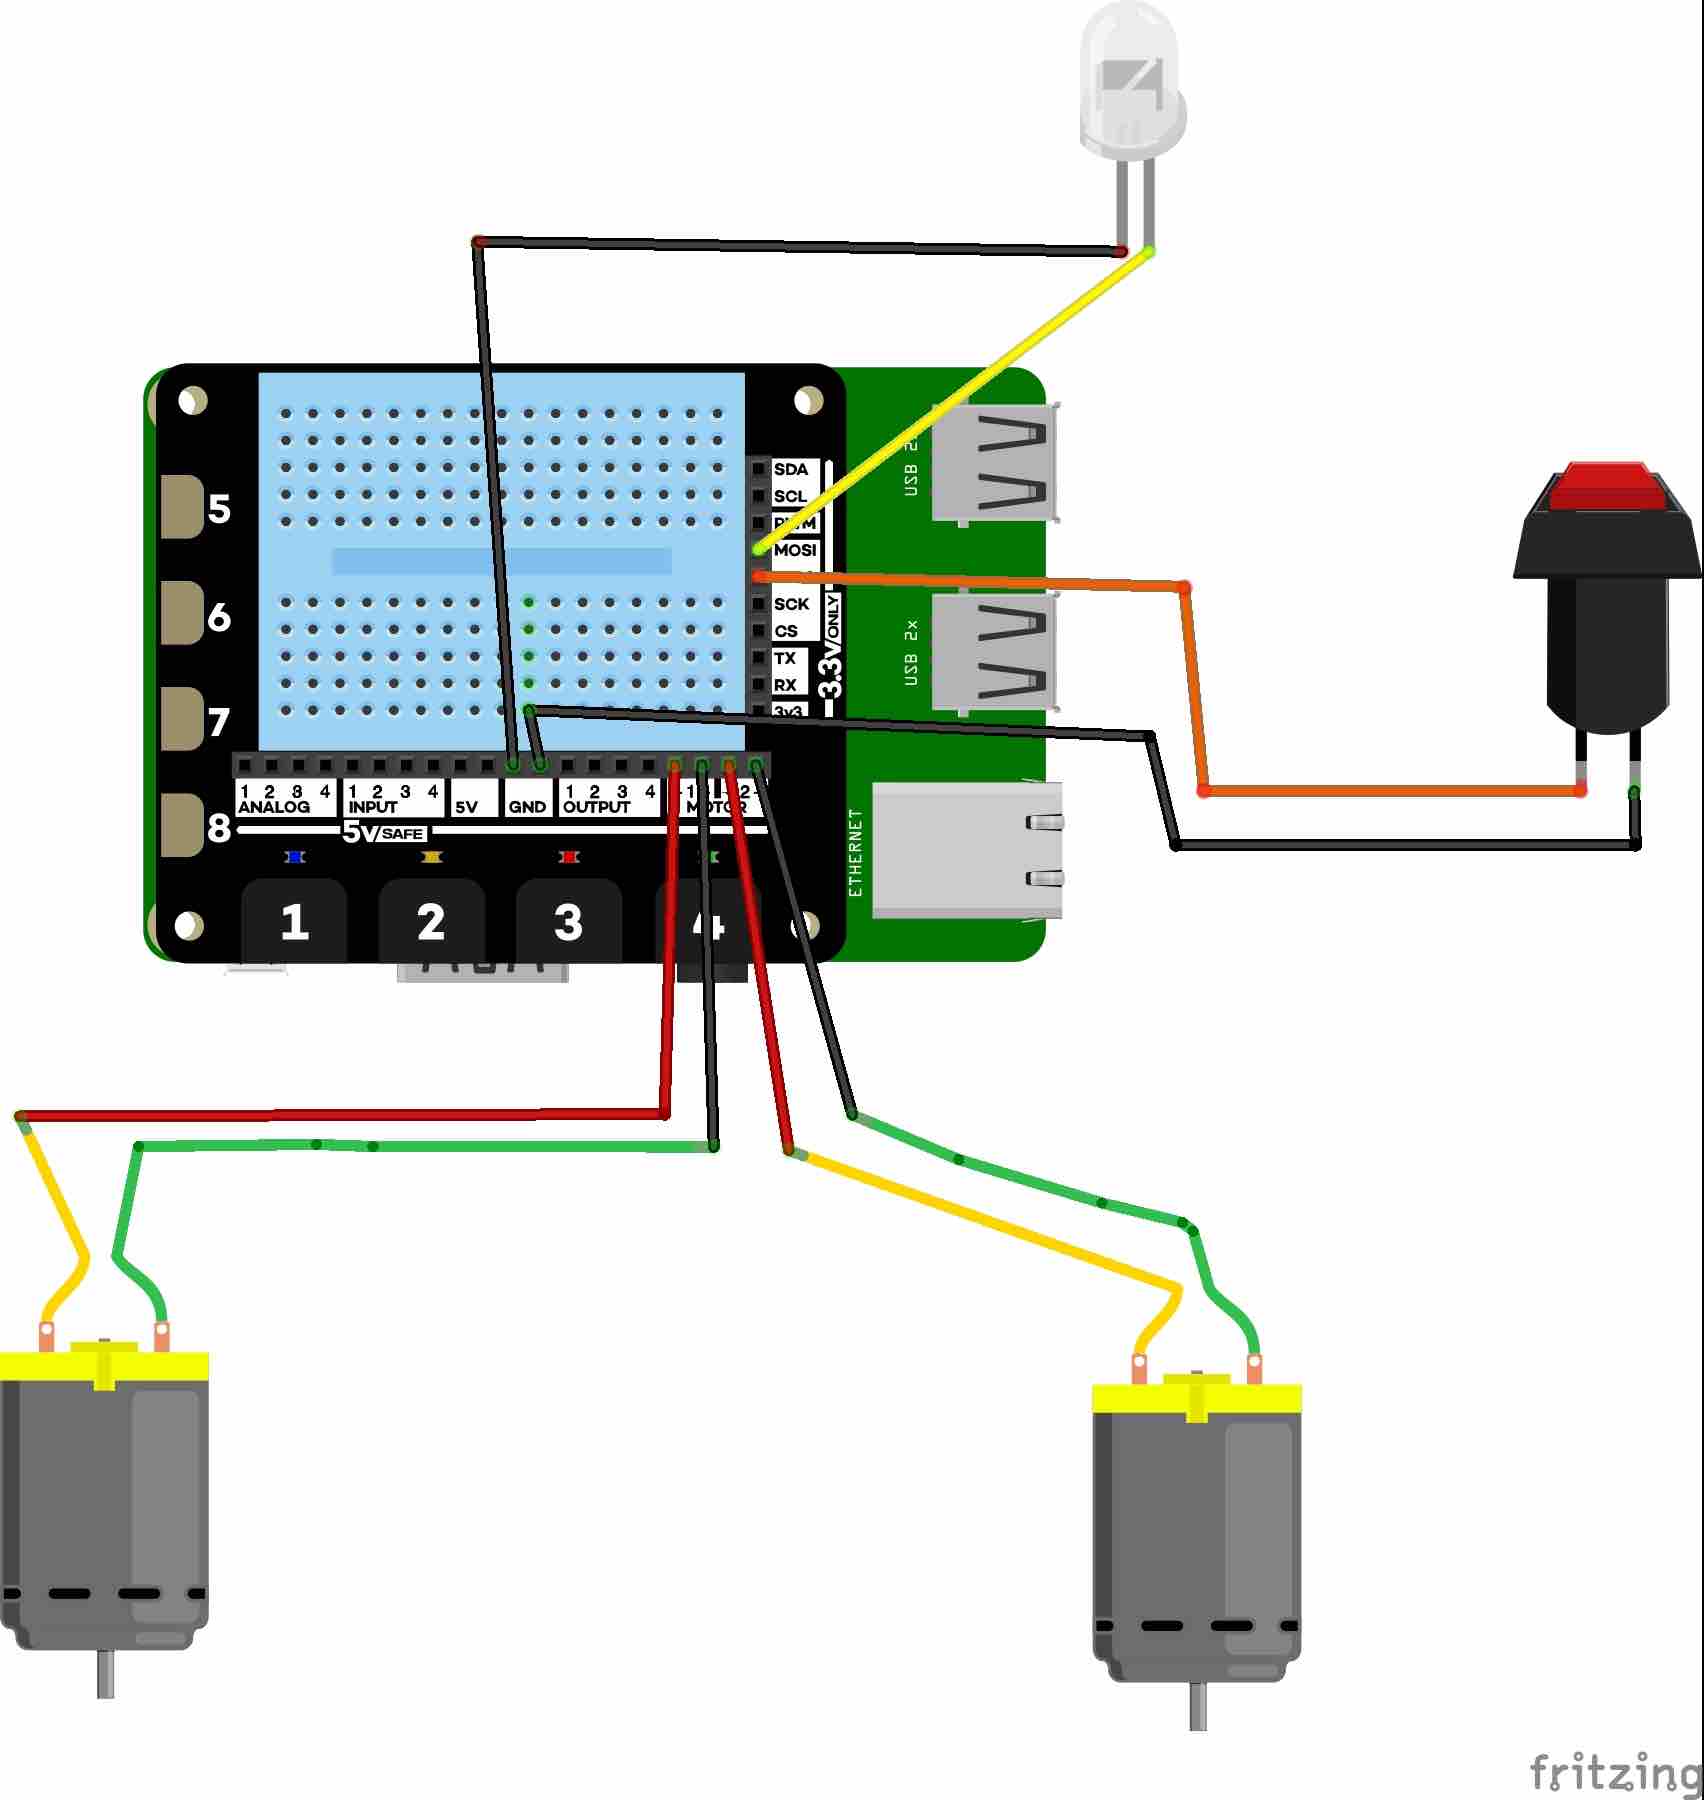 USB 2x
SDA
SCL
PWM
MOSI
SCK
CS
TX
RX
3v3
3.3V/ONLY
USB 2x
5
6
7
8
1 2 3 4 1 2 3 4 1 2 3 4
ANALOG INPUT 5V GND OUTPUT MOTOR
5V/SAFE
ETHERNET
1 2 3 4
fritzing